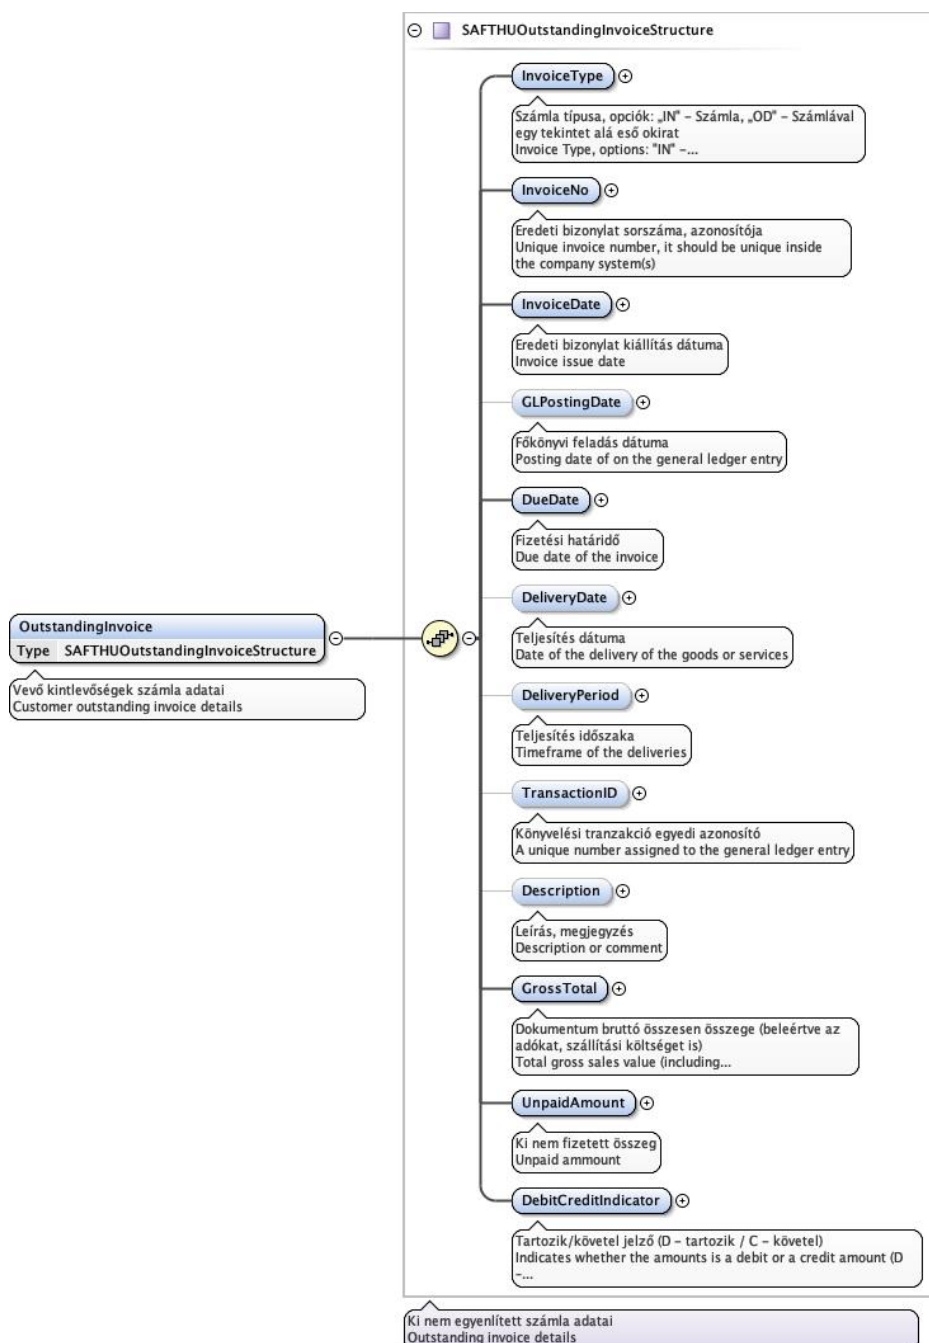 SAFTHUOutstandingInvoiceStructure
InvoiceType
Számla típusa, opciók: „IN" – Számla, „OD" – Számlával
egy tekintet alá eső okirat
Invoice Type, options: "IN" –...
InvoiceNo
Eredeti bizonylat sorszáma, azonosítója
Unique invoice number, it should be unique inside
the company system(s)
InvoiceDate
Eredeti bizonylat kiállítás dátuma
Invoice issue date
GLPostingDate
Főkönyvi feladás dátuma
Posting date of on the general ledger entry
DueDate
Fizetési határidő
Due date of the invoice
DeliveryDate
Teljesítés dátuma
Date of the delivery of the goods or services
OutstandingInvoice
Type SAFTHUOutstandingInvoiceStructure
Vevő kintlevőségek számla adatai
Customer outstanding invoice details
DeliveryPeriod
Teljesítés időszaka
Timeframe of the deliveries
TransactionID
Könyvelési tranzakció egyedi azonosító
A unique number assigned to the general ledger entry
Description
Leírás, megjegyzés
Description or comment
GrossTotal
Dokumentum bruttó összesen összege (beleértve az
adókat, szállítási költséget is)
Total gross sales value (including...
UnpaidAmount
Ki nem fizetett összeg
Unpaid ammount
DebitCreditIndicator
Tartozik/követel jelző (D – tartozik / C – követel)
Indicates whether the amounts is a debit or a credit amount (D
–...
Ki nem egyenlített számla adatai
Outstanding invoice details